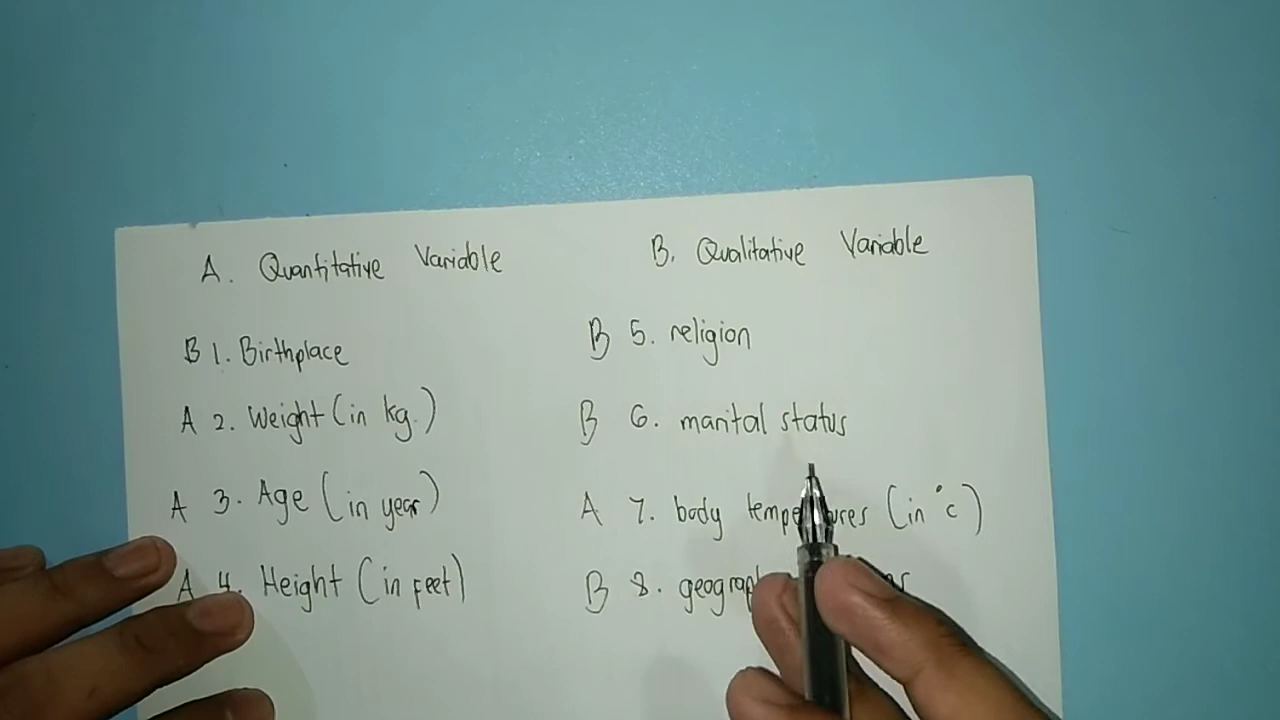 A. Quantitative Variable
B. Qualitative Variable
B 1. Birthplace
A 2. Weight (in kg.)
A 3. Age (in year)
A 4. Height (in feet)
B 5. religion
B 6. marital status
A 7. body (in °c)
B 8.